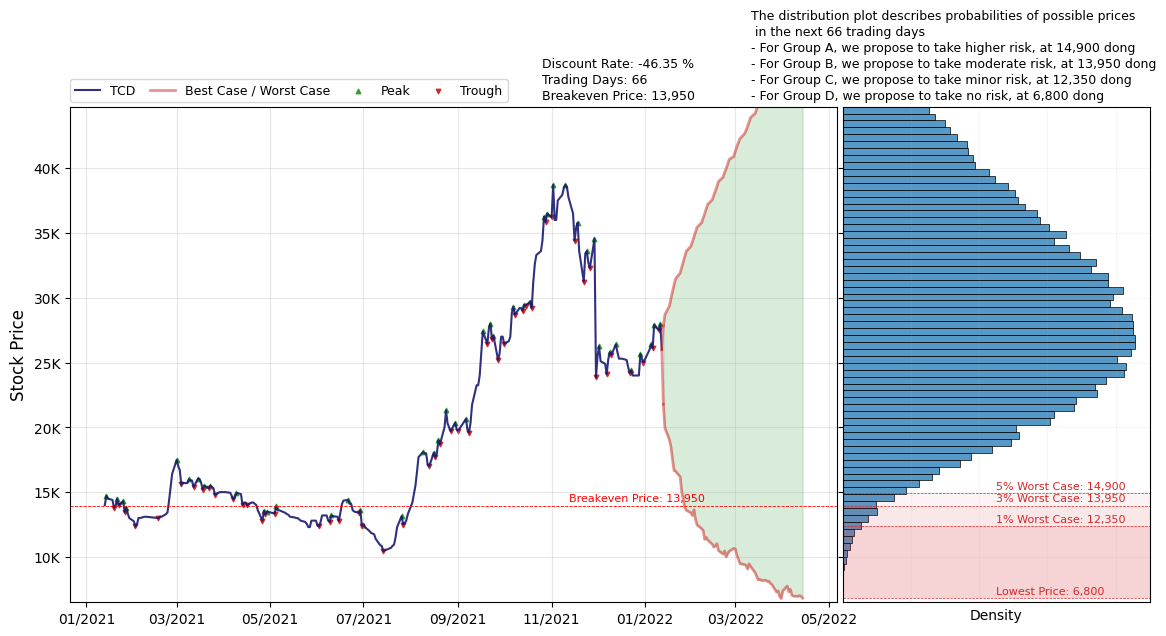 The distribution plot describes probabilities of possible prices
in the next 66 trading days
- For Group A, we propose to take higher risk, at 14,900 dong
- For Group B, we propose to take moderate risk, at 13,950 dong
- For Group C, we propose to take minor risk, at 12,350 dong
- For Group D, we propose to take no risk, at 6,800 dong
Discount Rate: -46.35 %
Trading Days: 66
Breakeven Price: 13,950
TCD
Best Case / Worst Case
Peak
Trough
Stock Price
40K
35K
30K
25K
20K
15K
10K
Breakeven Price: 13,950
01/2021
03/2021
05/2021
07/2021
09/2021
11/2021
01/2022
03/2022
05/2022
5% Worst Case: 14,900
3% Worst Case: 13,950
1% Worst Case: 12,350
Lowest Price: 6,800
Density